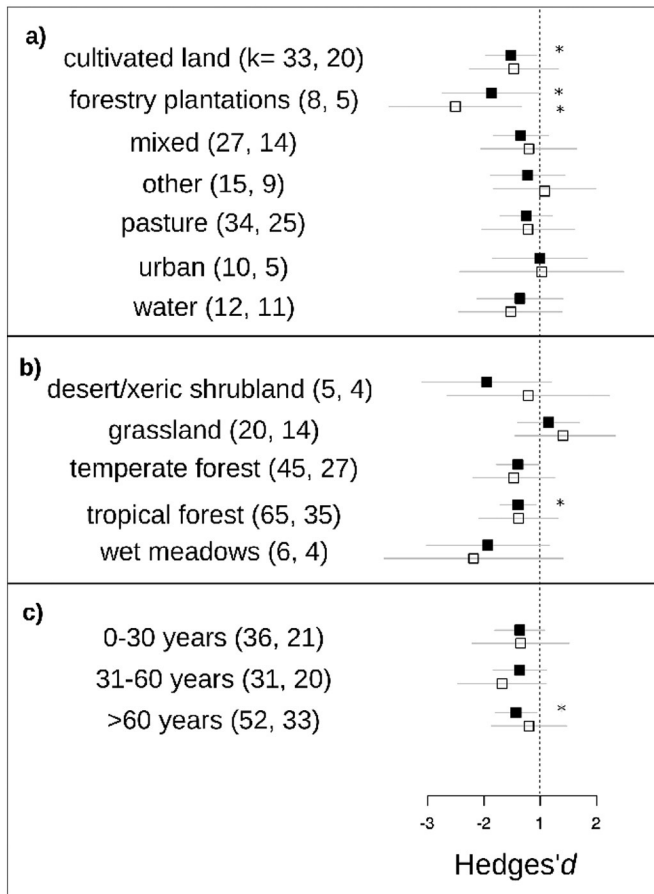 a)
cultivated land (k= 33, 20)
*
forestry plantations (8, 5)
*
*
mixed (27, 14)
other (15, 9)
pasture (34, 25)
urban (10, 5)
water (12, 11)
b)
desert/xeric shrubland (5, 4)
grassland (20, 14)
temperate forest (45, 27)
tropical forest (65, 35)
*
wet meadows (6, 4)
c)
0-30 years (36, 21)
31-60 years (31, 20)
>60 years (52, 33)
*
-3 -2 1 2
Hedges'd